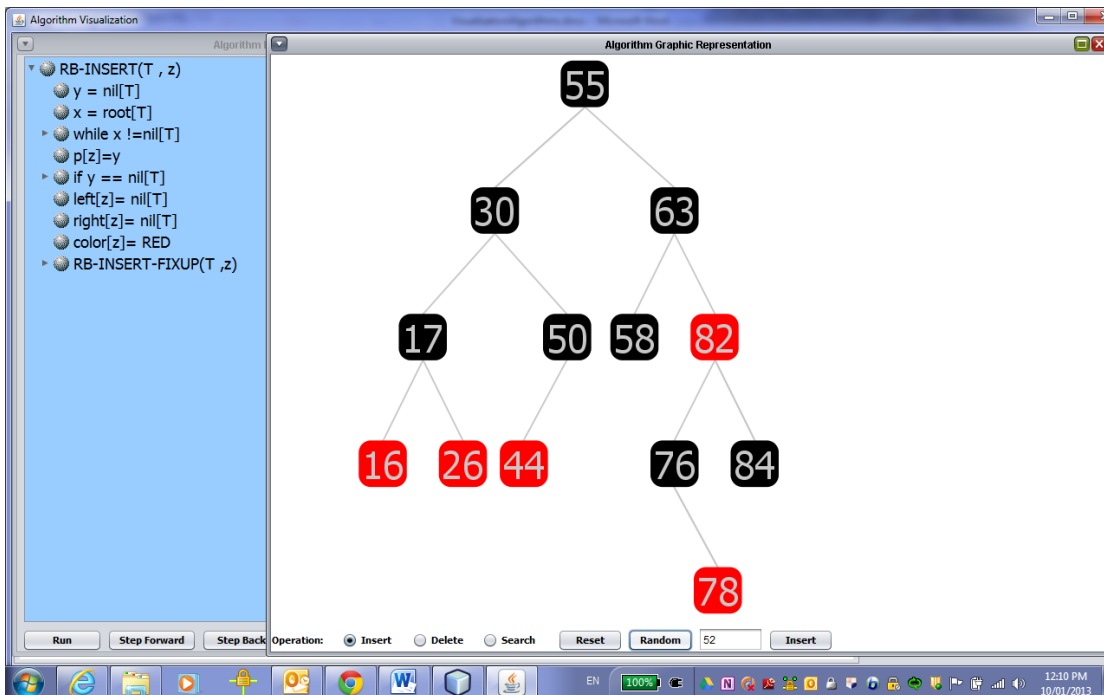 Algorithm Visualization
Algorithm
Algorithm Graphic Representation
RB-INSERT(T , z)
y = nil[T]
x = root[T]
while x !=nil[T]
p[z]=y
if y == nil[T]
left[z]= nil[T]
right[z]= nil[T]
color[z]= RED
RB-INSERT-FIXUP(T ,z)
55
30 63
17 50 58 82
16 26 44 76 84
78
Run Step Forward Step Back Operation: Insert Delete Search Reset Random 52 Insert
EN 100% 12:10 PM
10/01/2013